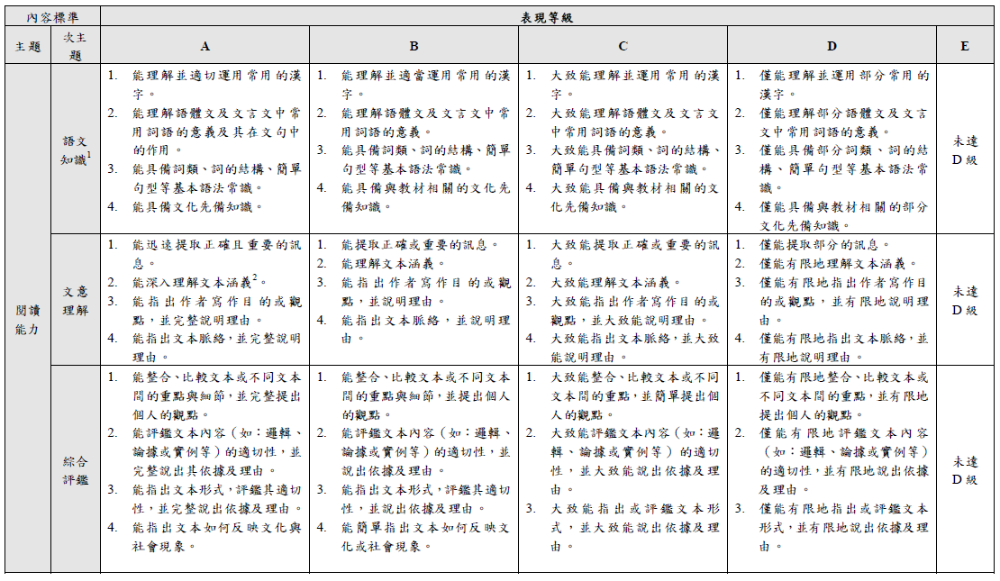 內容標準
表現等級
主題
次主
題
A
B
C
D
E
閱讀
能力
語文
知識1
1. 能理解並適切運用常用的漢
字。
2. 能理解語體文及文言文中常
用詞語的意義及其在文句中
的作用。
3. 能具備詞類、詞的結構、簡單
句型等基本語法常識。
4. 能具備文化先備知識。
1. 能理解並適當運用常用的漢
字。
2. 能理解語體文及文言文中常
用詞語的意義。
3. 能具備詞類、詞的結構、簡單
句型等基本語法常識。
4. 能具備與教材相關的文化先
備知識。
1. 大致能理解並運用常用的漢
字。
2. 大致能理解語體文及文言文
中常用詞語的意義。
3. 大致能具備詞類、詞的結構、
簡單句型等基本語法常識。
4. 大致能具備與教材相關的文
化先備知識。
1. 僅能理解並運用部分常用的
漢字。
2. 僅能理解部分語體文及文言
文中常用詞語的意義。
3. 僅能具備部分詞類、詞的結
構、簡單句型等基本語法常
識。
4. 僅能具備與教材相關的部分
文化先備知識。
未達
D 級
文意
理解
1. 能迅速提取正確且重要的訊
息。
2. 能深入理解文本涵義2。
3. 能指出作者寫作目的或觀
點，並完整說明理由。
4. 能指出文本脈絡，並完整說明
理由。
1. 能提取正確或重要的訊息。
2. 能理解文本涵義。
3. 能指出作者寫作目的或觀
點，並說明理由。
4. 能指出文本脈絡，並說明理
由。
1. 大致能提取正確或重要的訊
息。
2. 大致能理解文本涵義。
3. 大致能指出作者寫作目的或
觀點，並大致能說明理由。
4. 大致能指出文本脈絡，並大致
能說明理由。
1. 僅能提取部分的訊息。
2. 僅能有限地理解文本涵義。
3. 僅能有限地指出作者寫作目
的或觀點，並有限地說明理
由。
4. 僅能有限地指出文本脈絡，並
有限地說明理由。
未達
D 級
綜合
評鑑
1. 能整合、比較文本或不同文本
間的重點與細節，並完整提出
個人的觀點。
2. 能評鑑文本內容（如：邏輯、
論據或實例等）的適切性，並
完整說出其依據及理由。
3. 能指出文本形式，評鑑其適切
性，並完整說出依據及理由。
4. 能指出文本如何反映文化與
社會現象。
1. 能整合、比較文本或不同文本
間的重點與細節，並提出個人
的觀點。
2. 能評鑑文本內容（如：邏輯、
論據或實例等）的適切性，並
說出依據及理由。
3. 能指出文本形式，評鑑其適切
性，並說出依據及理由。
4. 能簡單指出文本如何反映文
化或社會現象。
1. 大致能整合、比較文本或不同
文本間的重點，並簡單提出個
人的觀點。
2. 大致能評鑑文本內容（如：邏
輯、論據或實例等）的適切
性，並大致能說出依據及理
由。
3. 大致能指出或評鑑文本形
式，並大致能說出依據及理
由。
1. 僅能有限地整合、比較文本或
不同文本間的重點，並有限地
提出個人的觀點。
2. 僅能有限地評鑑文本內容
（如：邏輯、論據或實例等）
的適切性，並有限地說出依據
及理由。
3. 僅能有限地指出或評鑑文本
形式，並有限地說出依據及理
由。
未達
D 級